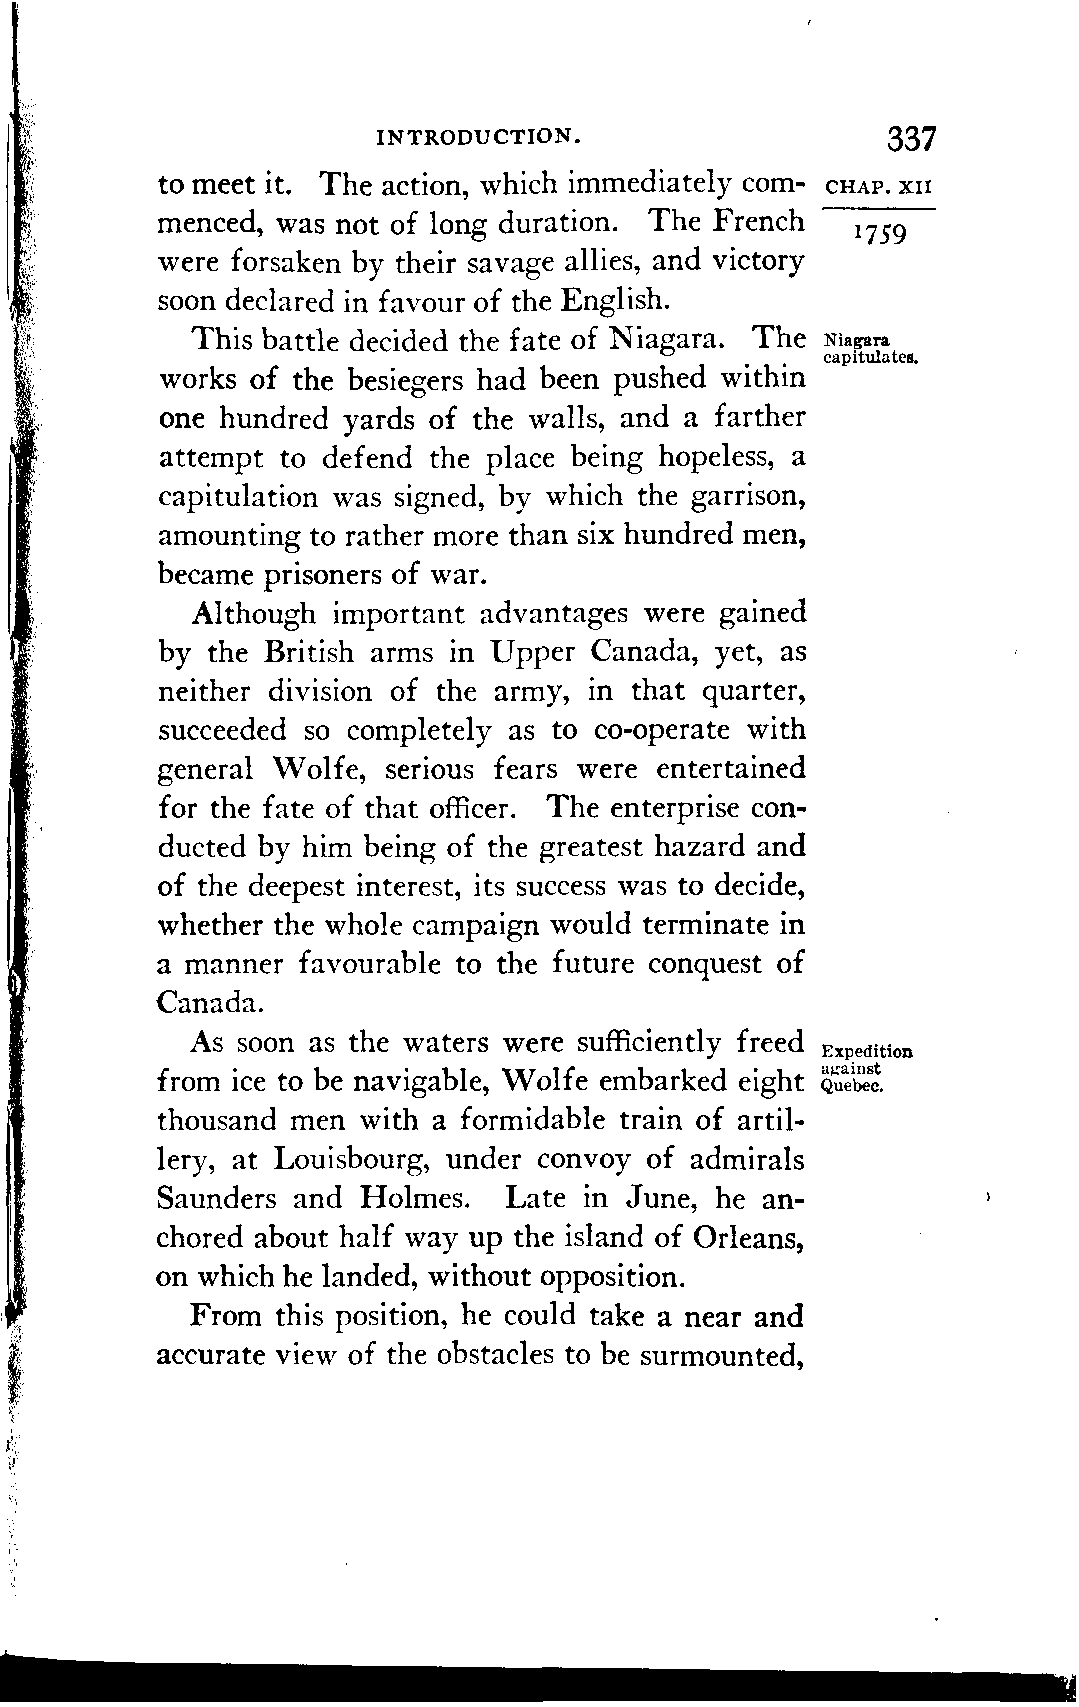 INTRODUCTION. 337
to meet it. The action, which immediately com- CHAP. XII
menced, was not of long duration. The French 1759
were forsaken by their savage allies, and victory
soon declared in favour of the English.
This battle decided the fate of Niagara. The Niagara
capitulates.
works of the besiegers had been pushed within
one hundred yards of the walls, and a farther
attempt to defend the place being hopeless, a
capitulation was signed, by which the garrison,
amounting to rather more than six hundred men,
became prisoners of war.
Although important advantages were gained
by the British arms in Upper Canada, yet, as
neither division of the army, in that quarter,
succeeded so completely as to co-operate with
general Wolfe, serious fears were entertained
for the fate of that officer. The enterprise con-
ducted by him being of the greatest hazard and
of the deepest interest, its success was to decide,
whether the whole campaign would terminate in
a manner favourable to the future conquest of
Canada.
As soon as the waters were sufficiently freed Expedition
against
from ice to be navigable, Wolfe embarked eight Quebec.
thousand men with a formidable train of artil-
lery, at Louisbourg, under convoy of admirals
Saunders and Holmes. Late in June, he an-
chored about half way up the island of Orleans,
on which he landed, without opposition.
From this position, he could take a near and
accurate view of the obstacles to be surmounted,